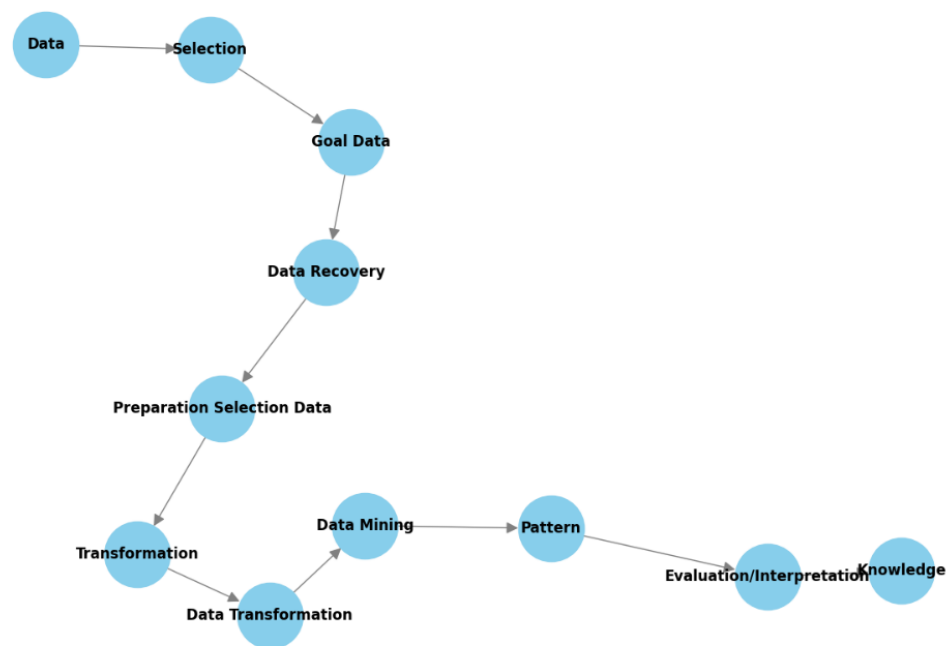 Data
Selection
Goal Data
Data Recovery
Preparation Selection Data
Transformation
Data Transformation
Data Mining
Pattern
Evaluation/Interpretation
Knowledge